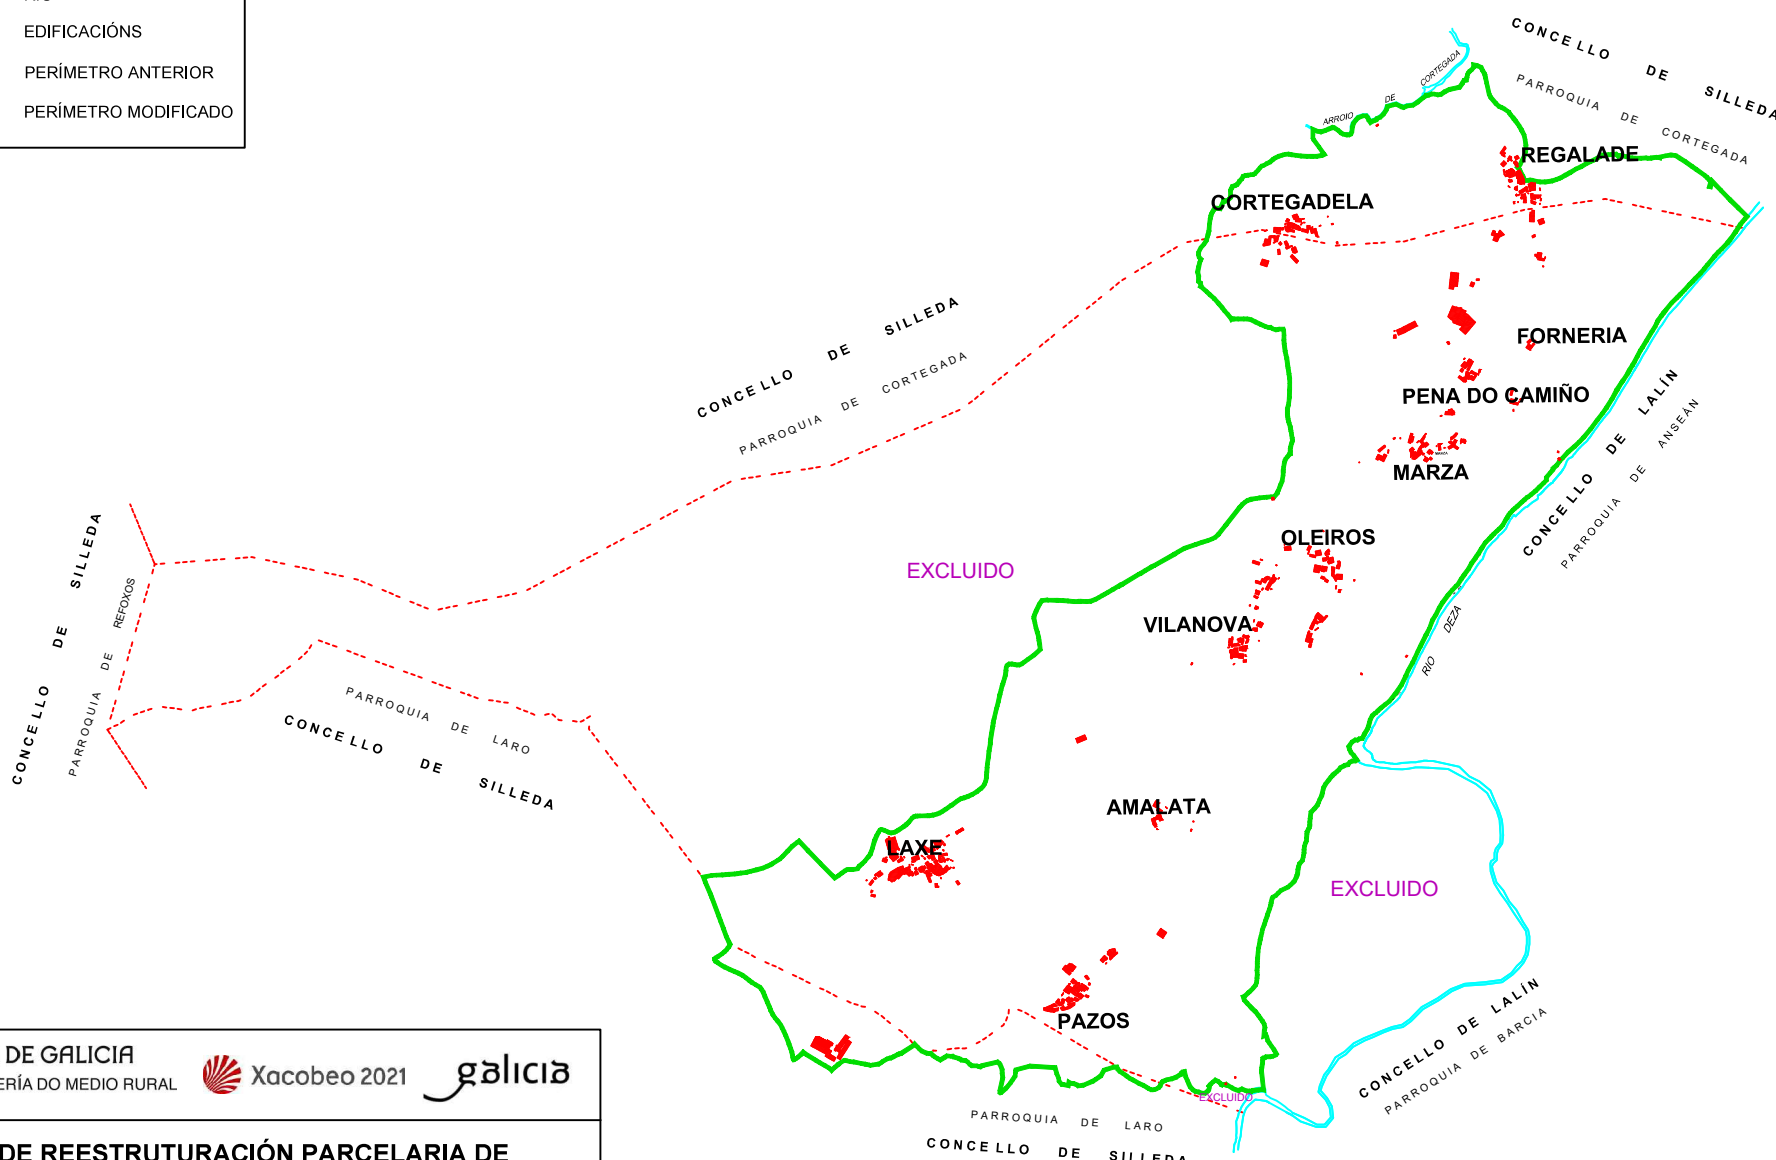 EDIFICACIÓNS
PERÍMETRO ANTERIOR
PERÍMETRO MODIFICADO
CONCELLO DE SILLEDA
PARROQUIA DE CORTEGADA
ARROIO DE CORTEGADA
REGALADE
CORTEGADELA
CONCELLO DE SILLEDA
PARROQUIA DE CORTEGADA
FORNERIA
PENA DO CAMIÑO
MARZA
MARZA
CONCELLO DE LALÍN
PARROQUIA DE ANSEÁN
OLEIROS
EXCLUIDO
VILANOVA
RIO DEZA
CONCELLO DE SILLEDA
PARROQUIA DE REFOXOS
PARROQUIA DE LARO
CONCELLO DE SILLEDA
AMALATA
LAXE
EXCLUIDO
PAZOS
CONCELLO DE LALÍN
PARROQUIA DE BARCIA
EXCLUIDO
PARROQUIA DE LARO
CONCELLO DE SILLEDA
DE GALICIA
ERÍA DO MEDIO RURAL
Xacobeo 2021
galicia
DE REESTRUTURACIÓN PARCELARIA DE